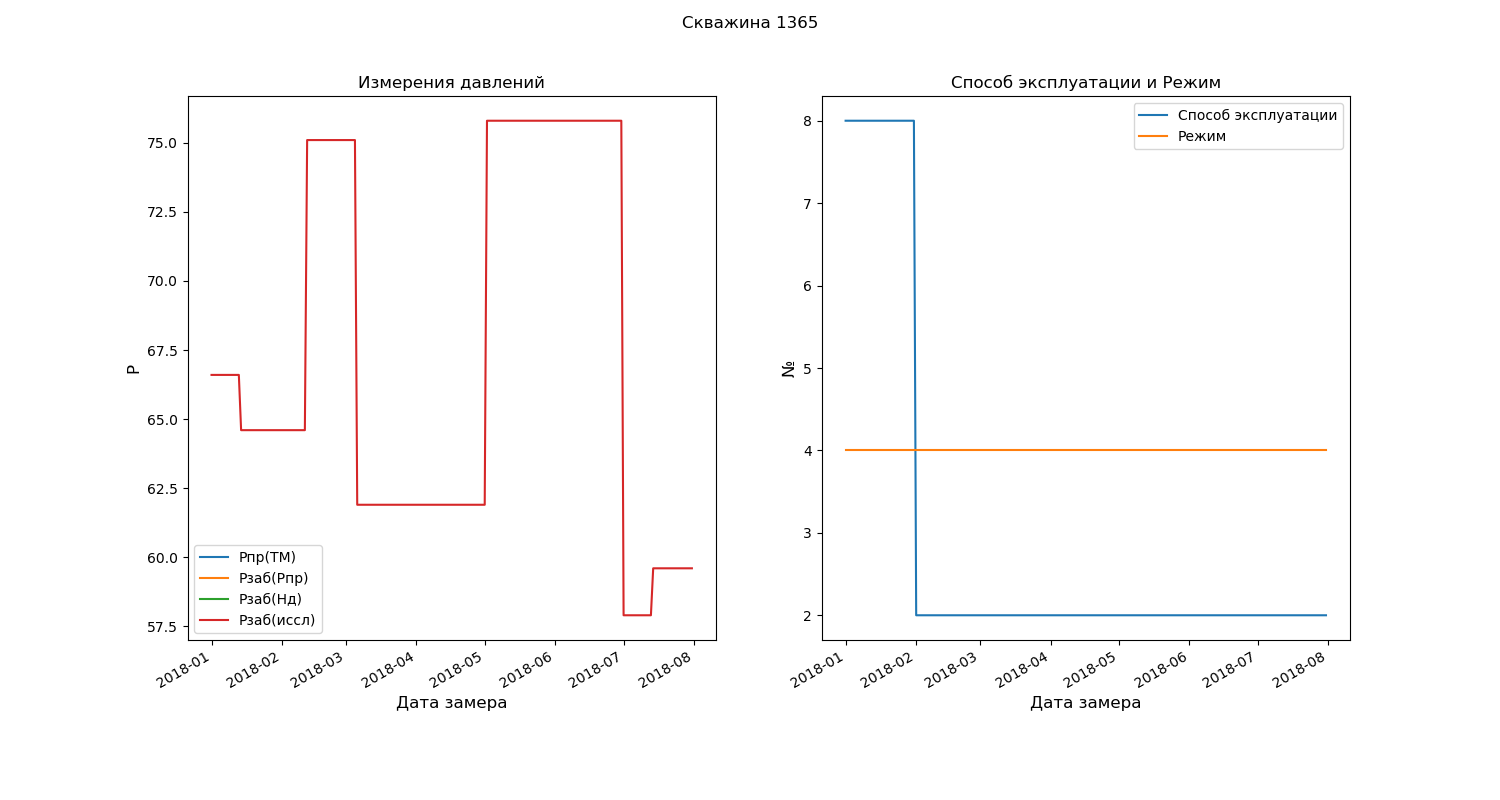 Скважина 1365
Измерения давлений
P
75.0
72.5
70.0
67.5
65.0
62.5
60.0
57.5
Pпр(ТМ)
Pзаб(Pпр)
Pзаб(Нд)
Pзаб(иссл)
2018-01 2018-02 2018-03 2018-04 2018-05 2018-06 2018-07 2018-08
Дата замера
Способ эксплуатации и Режим
№
8
7
6
5
4
3
2
Способ эксплуатации
Режим
2018-01 2018-02 2018-03 2018-04 2018-05 2018-06 2018-07 2018-08
Дата замера